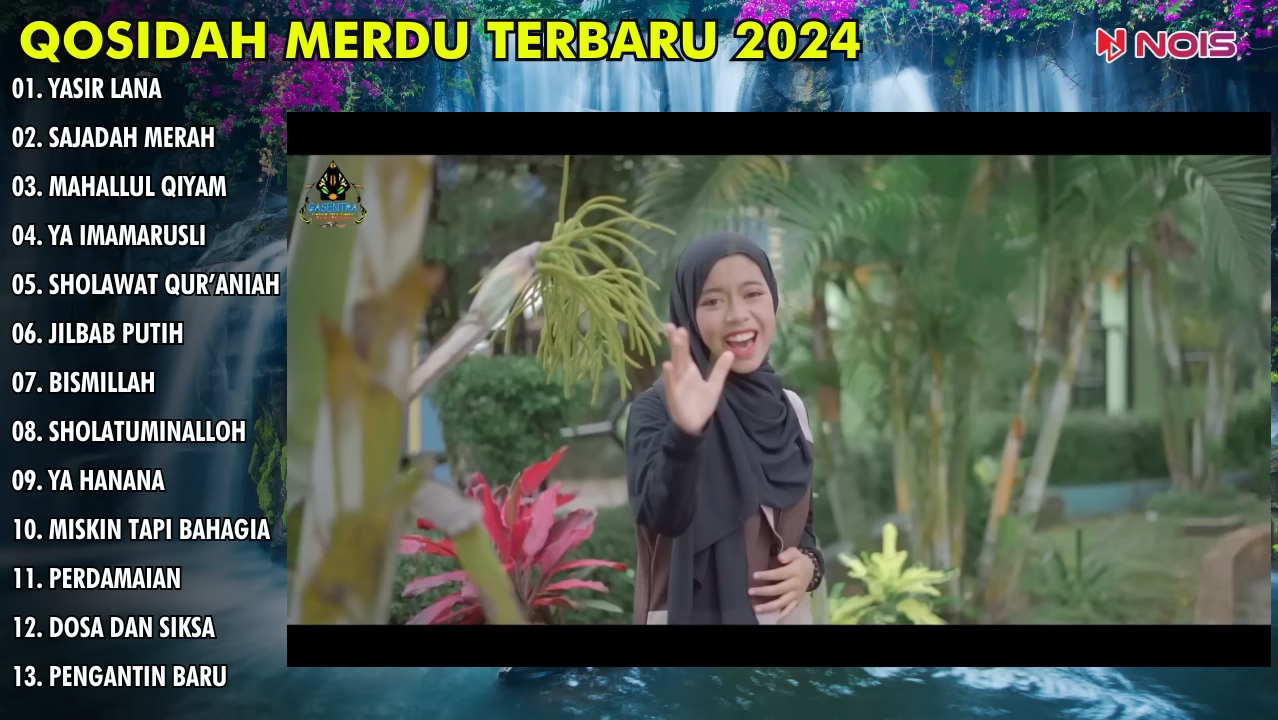 QOSIDAH MERDU TERBARU 2024
NOIS
01. YASIR LANA
02. SAJADAH MERAH
03. MAHALLUL QIYAM
04. YA IMAMARUSLI
05. SHOLAWAT QUR’ANIAH
06. JILBAB PUTIH
07. BISMILLAH
08. SHOLATUMINALLOH
09. YA HANANA
10. MISKIN TAPI BAHAGIA
11. PERDAMAIAN
12. DOSA DAN SIKSA
13. PENGANTIN BARU
GASENTRA